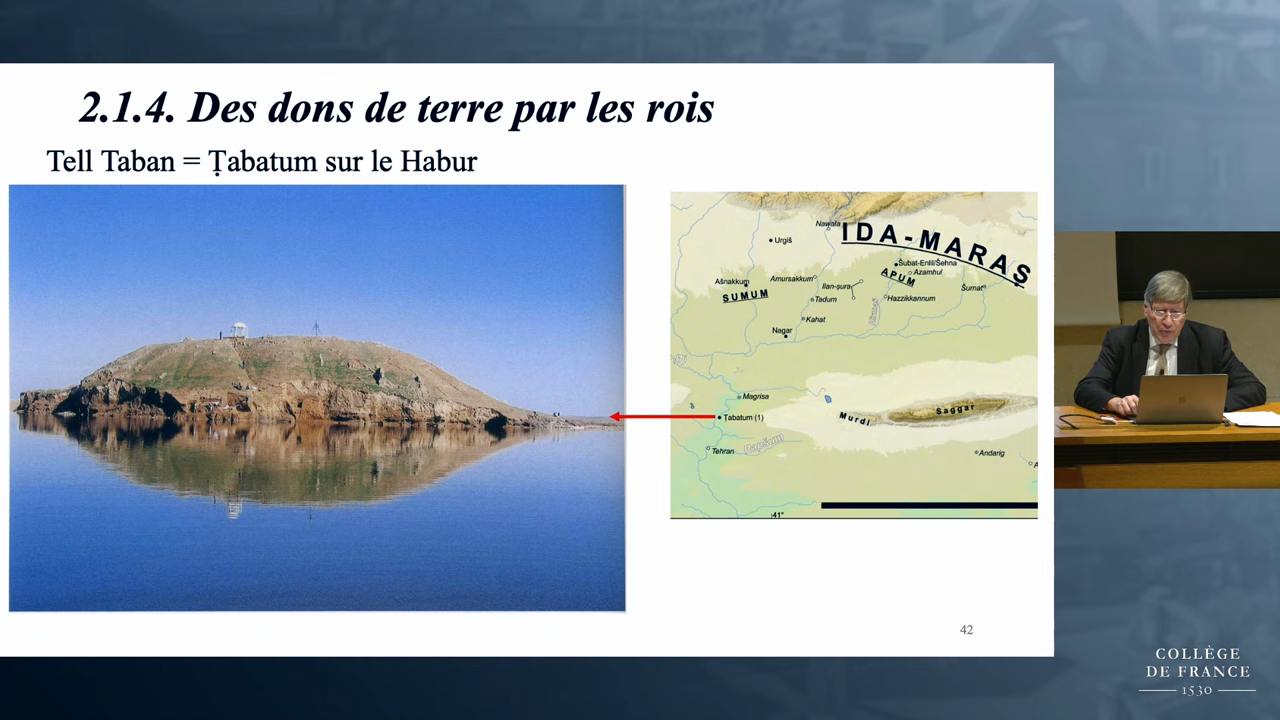 2.1.4. Des dons de terre par les rois
Tell Taban = Ṭabatum sur le Habur
Nawala
IDA-MARAṢ
Urgiš
Šubat-Enlil/Šehna
Azamhul
APUM
Ašnakkum
Amursakkum
Ilan-ṣura
Šurnat
SUMUM
Tadum
Hazzikkannum
Kahat
Nagar
Magrisa
Tabatum (1)
Murdi
Saggar
Tehran
Andarig
41°
42
COLLÈGE
DE FRANCE
1530